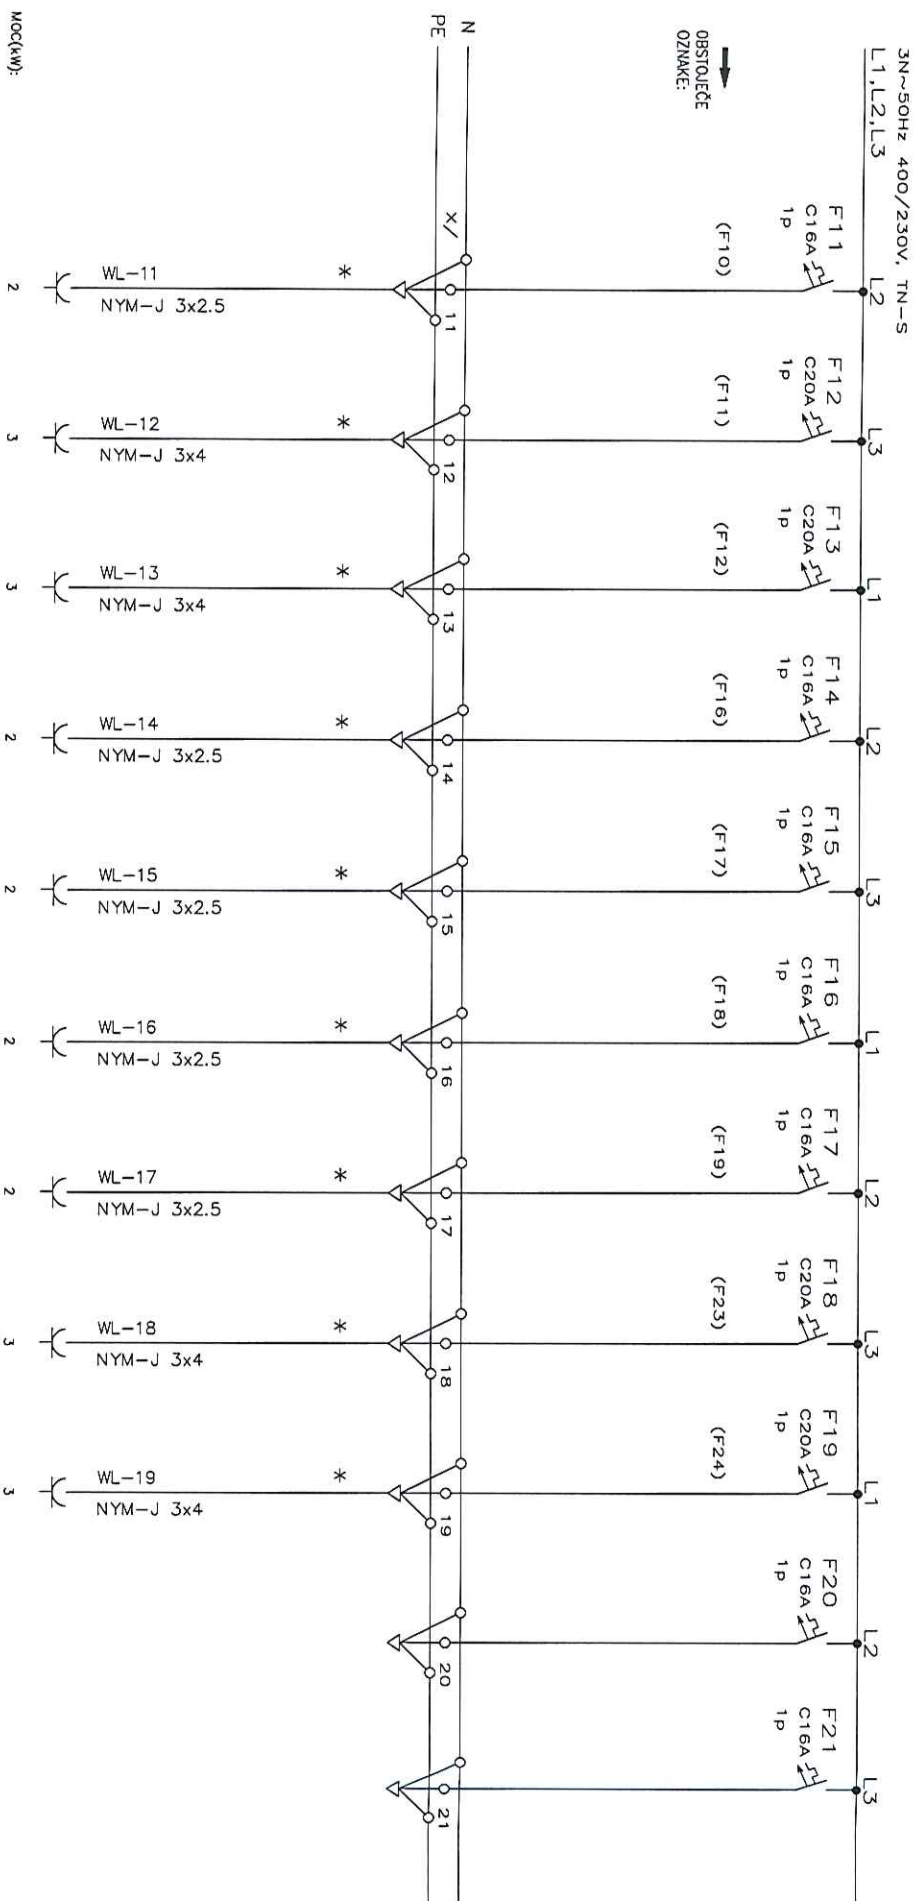 3N~50Hz 400/230V, TN-S
L1,L2,L3
L2
L3
L1
L2
L3
L1
L2
L3
L1
L2
L3
F11
C16A
1p
F12
C20A
1p
F13
C20A
1p
F14
C16A
1p
F15
C16A
1p
F16
C16A
1p
F17
C16A
1p
F18
C20A
1p
F19
C20A
1p
F20
C16A
1p
F21
C16A
1p
OBSTOJEČE
OZNAKE:
(F10)
(F11)
(F12)
(F16)
(F17)
(F18)
(F19)
(F23)
(F24)
N
PE
X/
11
12
13
14
15
16
17
18
19
20
21
*
*
*
*
*
*
*
*
*
WL-11
NYM-J 3x2.5
WL-12
NYM-J 3x4
WL-13
NYM-J 3x4
WL-14
NYM-J 3x2.5
WL-15
NYM-J 3x2.5
WL-16
NYM-J 3x2.5
WL-17
NYM-J 3x2.5
WL-18
NYM-J 3x4
WL-19
NYM-J 3x4
MOC(kW):
2
3
3
2
2
2
2
3
3